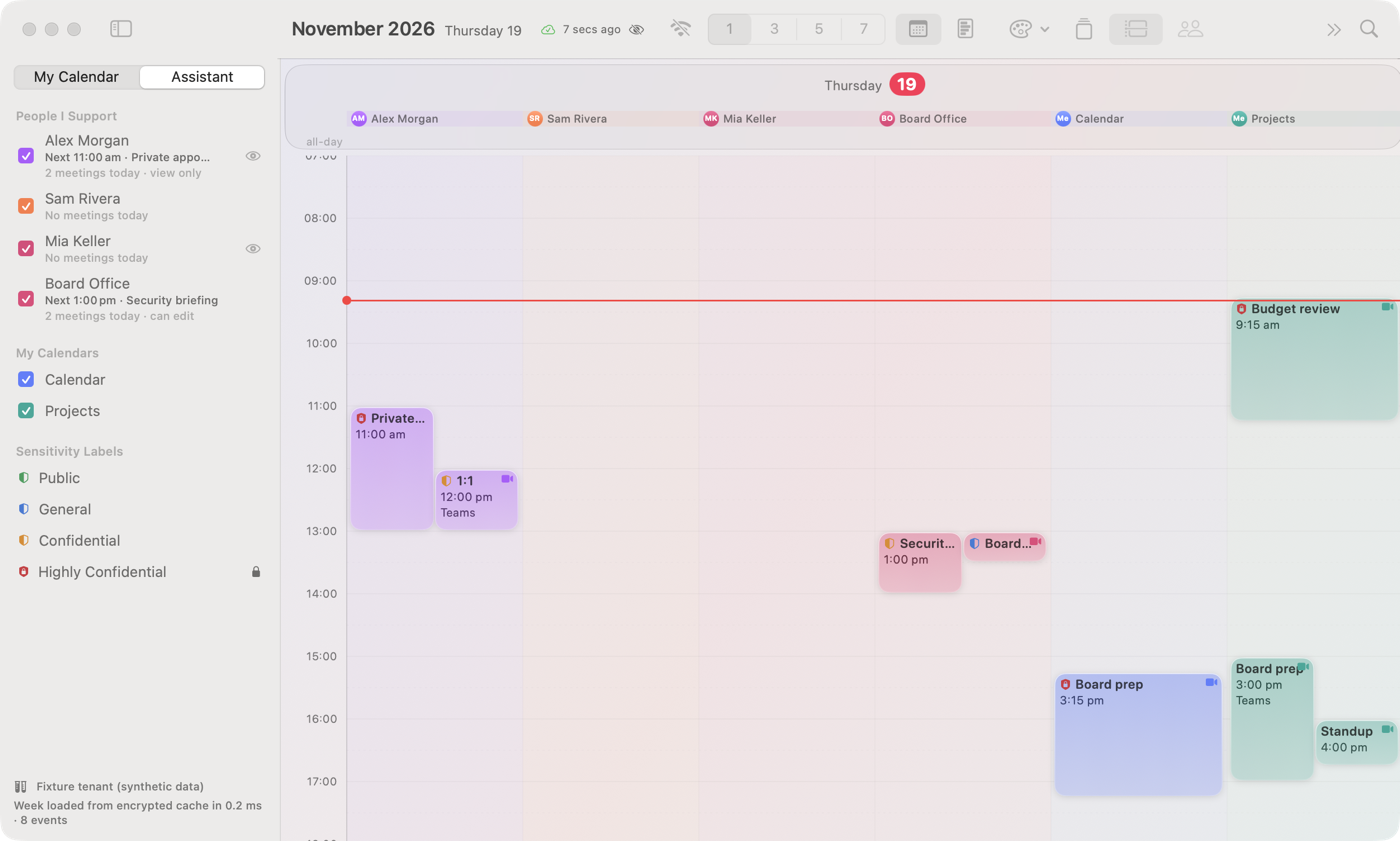 November 2026 Thursday 19 7 secs ago 1 3 5 7
My Calendar Assistant
People I Support
Alex Morgan
Next 11:00 am · Private appo...
2 meetings today · view only
Sam Rivera
No meetings today
Mia Keller
No meetings today
Board Office
Next 1:00 pm · Security briefing
2 meetings today · can edit
My Calendars
Calendar
Projects
Sensitivity Labels
Public
General
Confidential
Highly Confidential
Fixture tenant (synthetic data)
Week loaded from encrypted cache in 0.2 ms
· 8 events
Thursday 19
AM Alex Morgan SR Sam Rivera MK Mia Keller BO Board Office Me Calendar Me Projects
all-day
07:00
08:00
09:00
Budget review
9:15 am
10:00
11:00
Private...
11:00 am
12:00
1:1
12:00 pm
Teams
13:00
Securit...
1:00 pm
Board...
14:00
15:00
Board prep
3:00 pm
Teams
Board prep
3:15 pm
16:00
Standup
4:00 pm
17:00